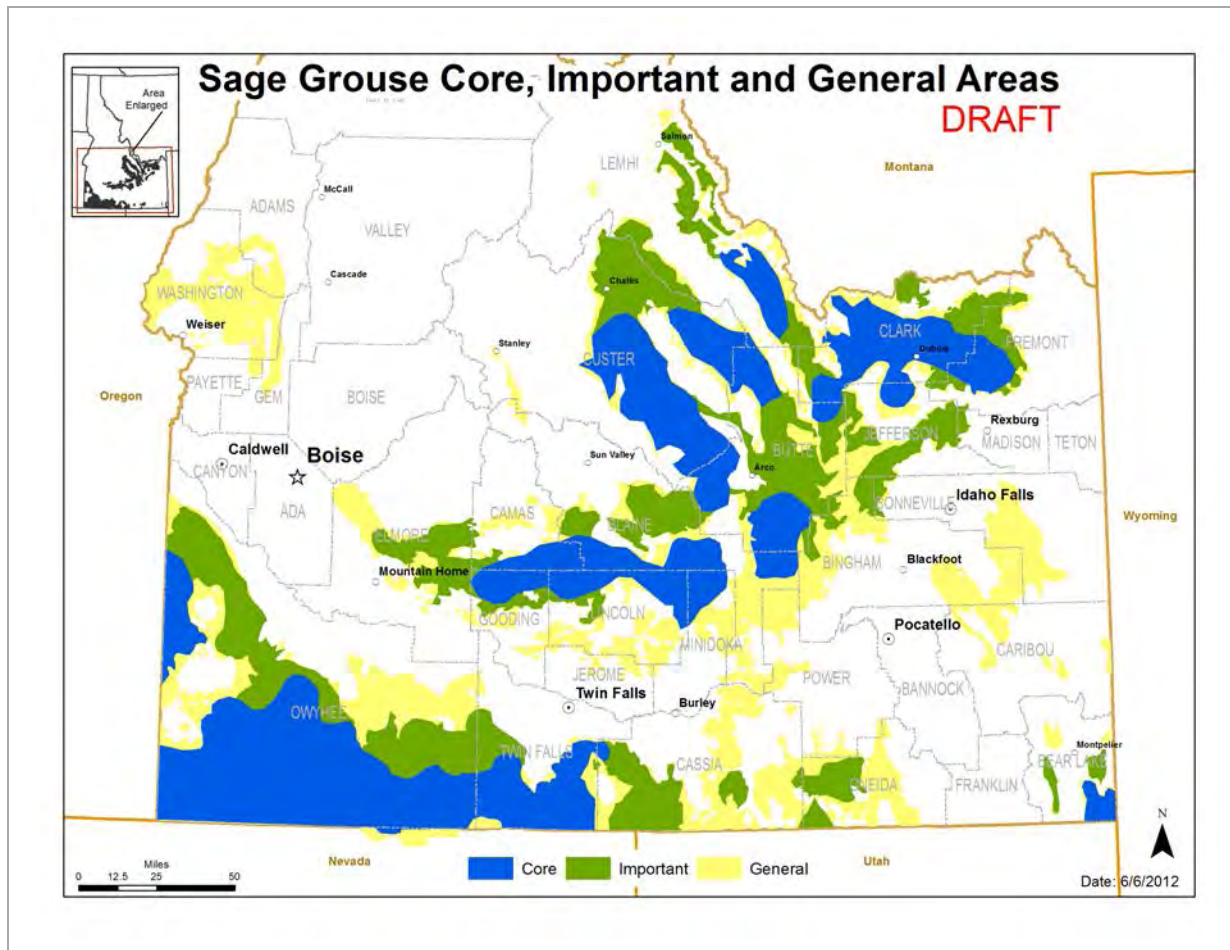 Sage Grouse Core, Important and General Areas
DRAFT
Area
Enlarged
Salmon
LEMHI
Montana
McCall
ADAMS
VALLEY
Cascade
Challis
WASHINGTON
Weiser
CLARK
Dubois
FREMONT
Stanley
CUSTER
PAYETTE
GEM
BOISE
Oregon
Rexburg
JEFFERSON
MADISON
TETON
BUTTE
Caldwell
Boise
Sun Valley
Arco
CANYON
ADA
CAMAS
BONNEVILLE
Idaho Falls
Wyoming
ELMORE
BLAINE
Mountain Home
BINGHAM
Blackfoot
GOODING
LINCOLN
Pocatello
MINIDOKA
CARIBOU
JEROME
POWER
BANNOCK
OWYHEE
Twin Falls
Burley
TWIN FALLS
CASSIA
Montpelier
BEAR LAKE
ONEIDA
FRANKLIN
N
Nevada
Utah
Miles
0 12.5 25 50
Core
Important
General
Date: 6/6/2012